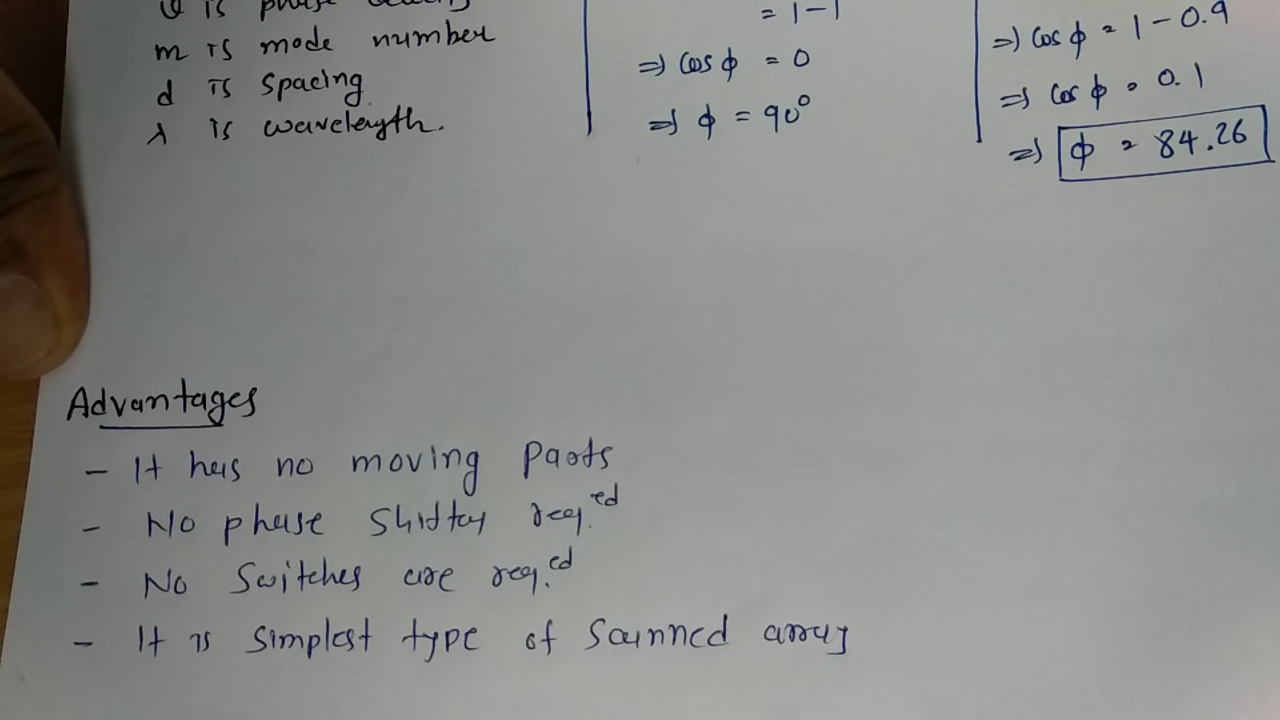 is phase
m is mode number
d is spacing
λ is wavelength.
= 1 - 1
⇒ cos φ = 0
⇒ φ = 90°
⇒ cos φ = 1 - 0.9
⇒ cos φ = 0.1
⇒ φ = 84.26
Advantages
- It has no moving parts
- No phase shifter req.ed
- No switches are req.ed
- It is simplest type of scanned array